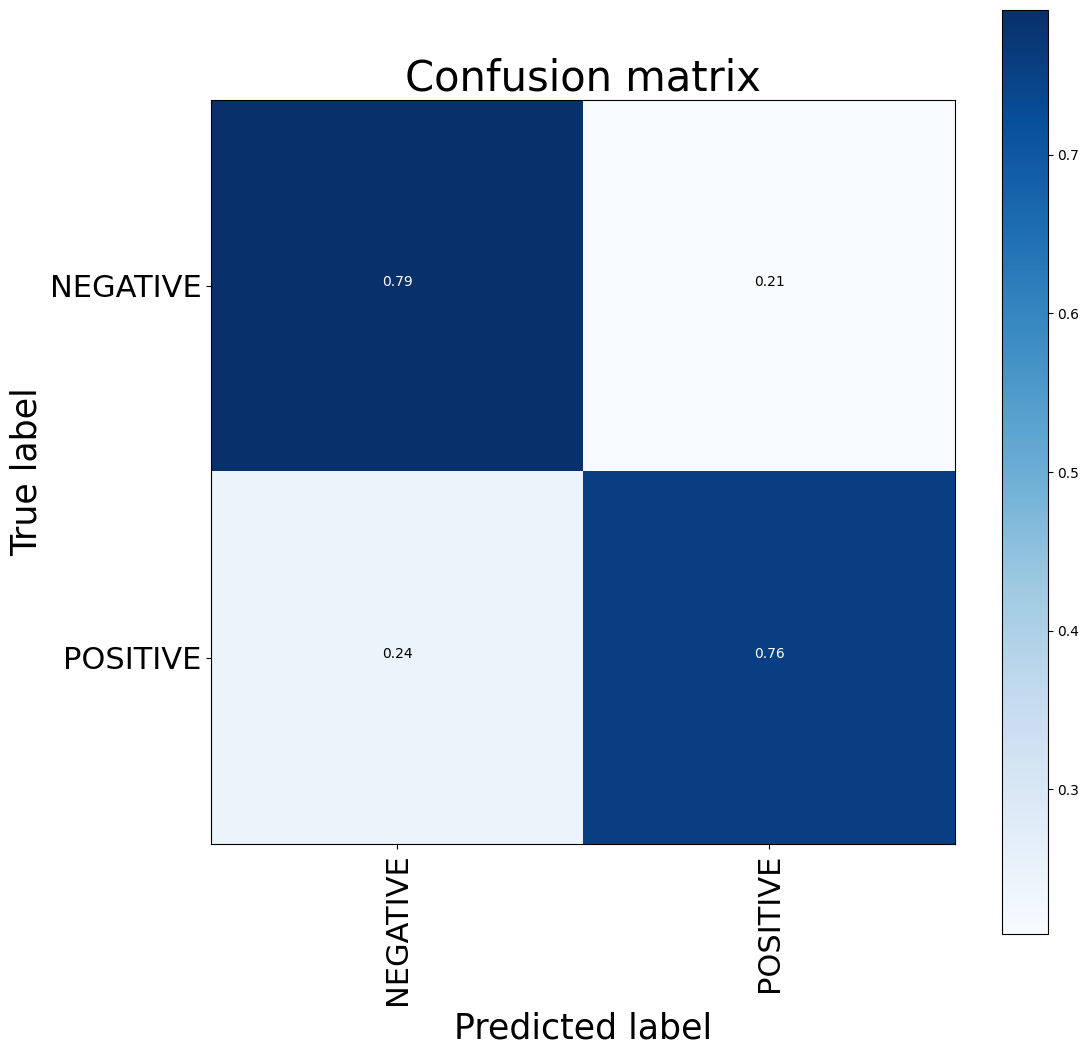 Confusion matrix
True label
NEGATIVE
POSITIVE
0.79
0.21
0.24
0.76
NEGATIVE
POSITIVE
Predicted label
0.7
0.6
0.5
0.4
0.3